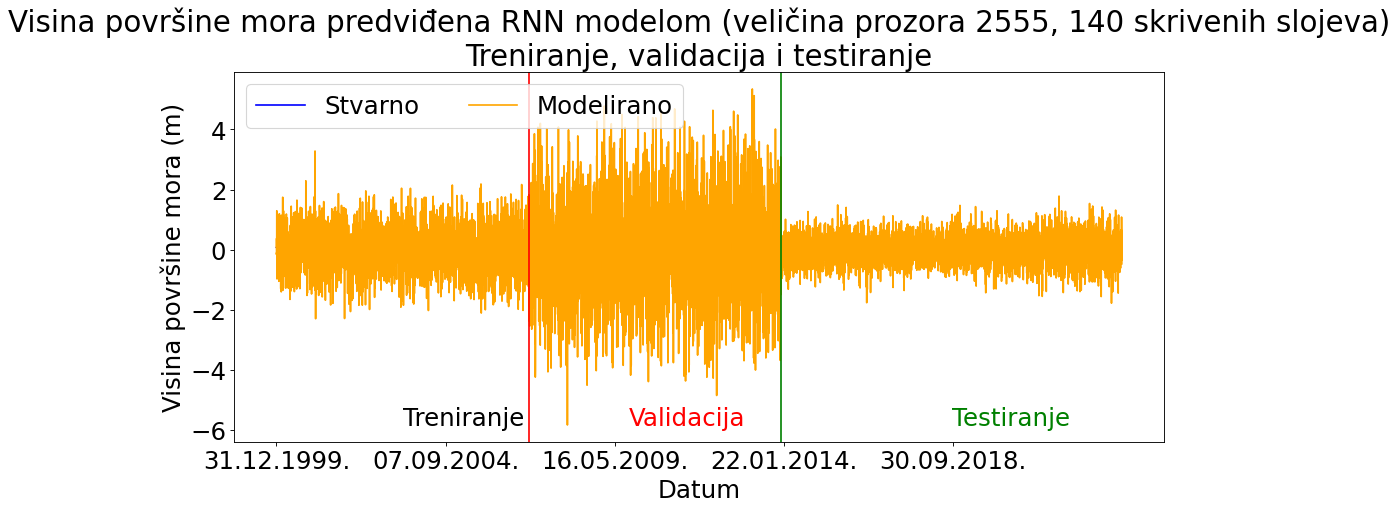 Visina površine mora predviđena RNN modelom (veličina prozora 2555, 140 skrivenih slojeva)
Treniranje, validacija i testiranje
Stvarno
Modelirano
Visina površine mora (m)
4
2
0
−2
−4
−6
Treniranje
Validacija
Testiranje
31.12.1999.
07.09.2004.
16.05.2009.
22.01.2014.
30.09.2018.
Datum